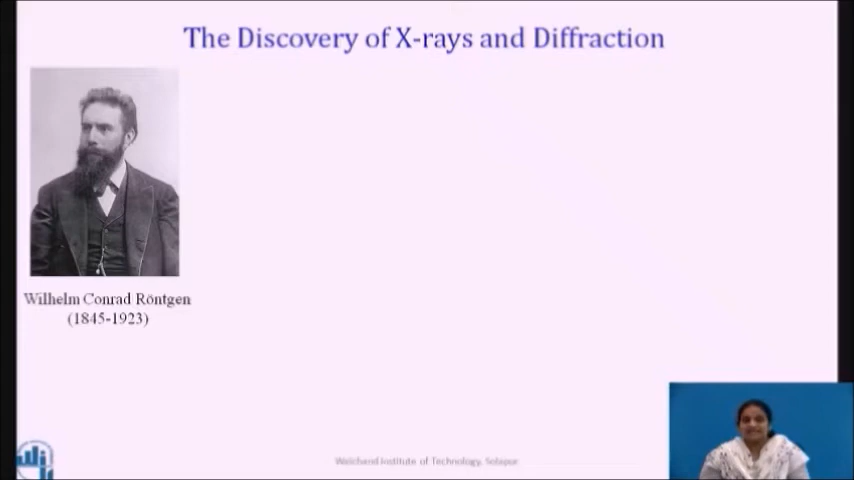 The Discovery of X-rays and Diffraction
Wilhelm Conrad Röntgen
(1845-1923)
Walchand Institute of Technology, Solapur